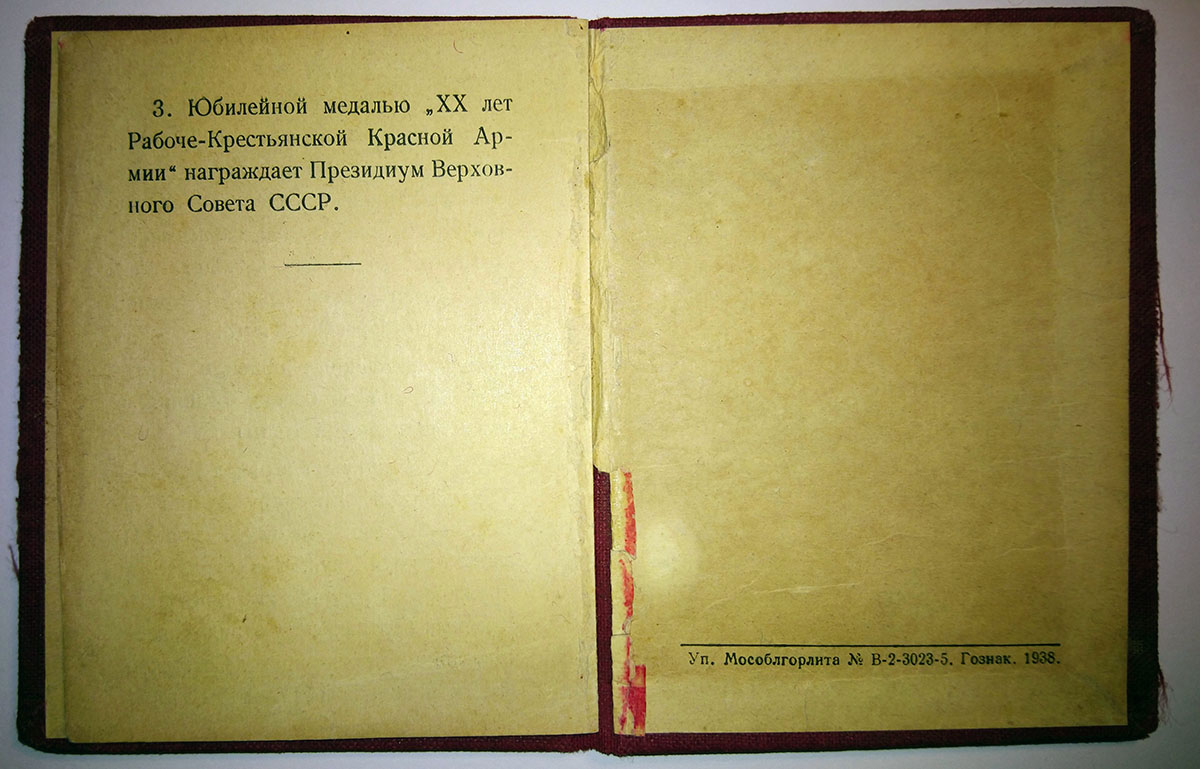 3. Юбилейной медалью „XX лет
Рабоче-Крестьянской Красной Ар-
мии“ награждает Президиум Верхов-
ного Совета СССР.
Уп. Мособлгорлита № В-2-3023-5. Гознак. 1938.